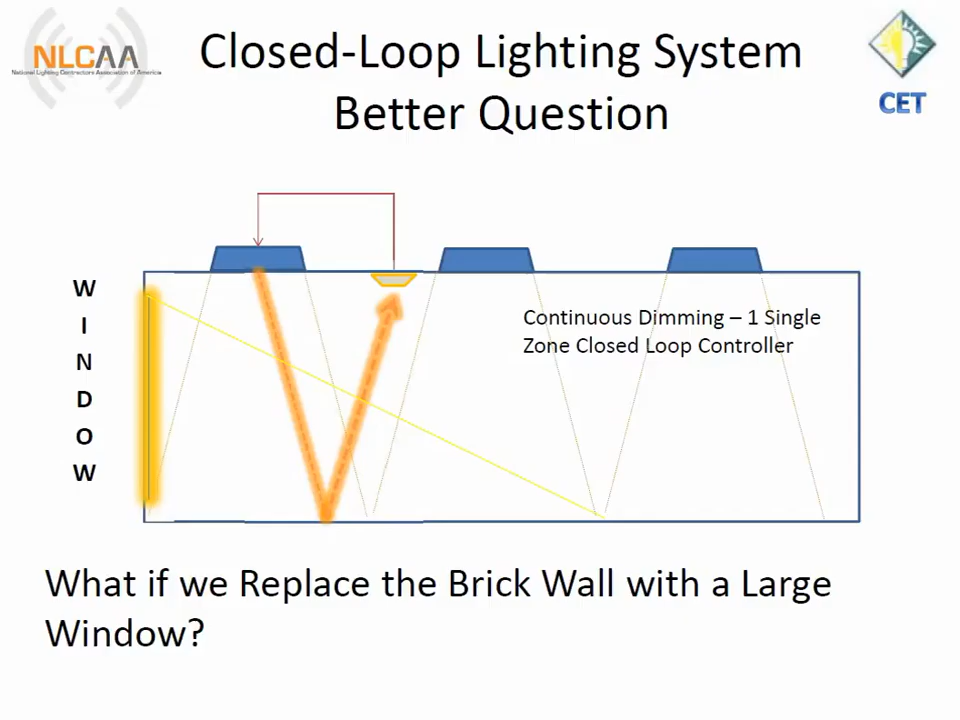 NLCAA
National Lighting Contractors Association of America
Closed-Loop Lighting System
Better Question
CET
W
I
N
D
O
W
Continuous Dimming – 1 Single
Zone Closed Loop Controller
What if we Replace the Brick Wall with a Large
Window?